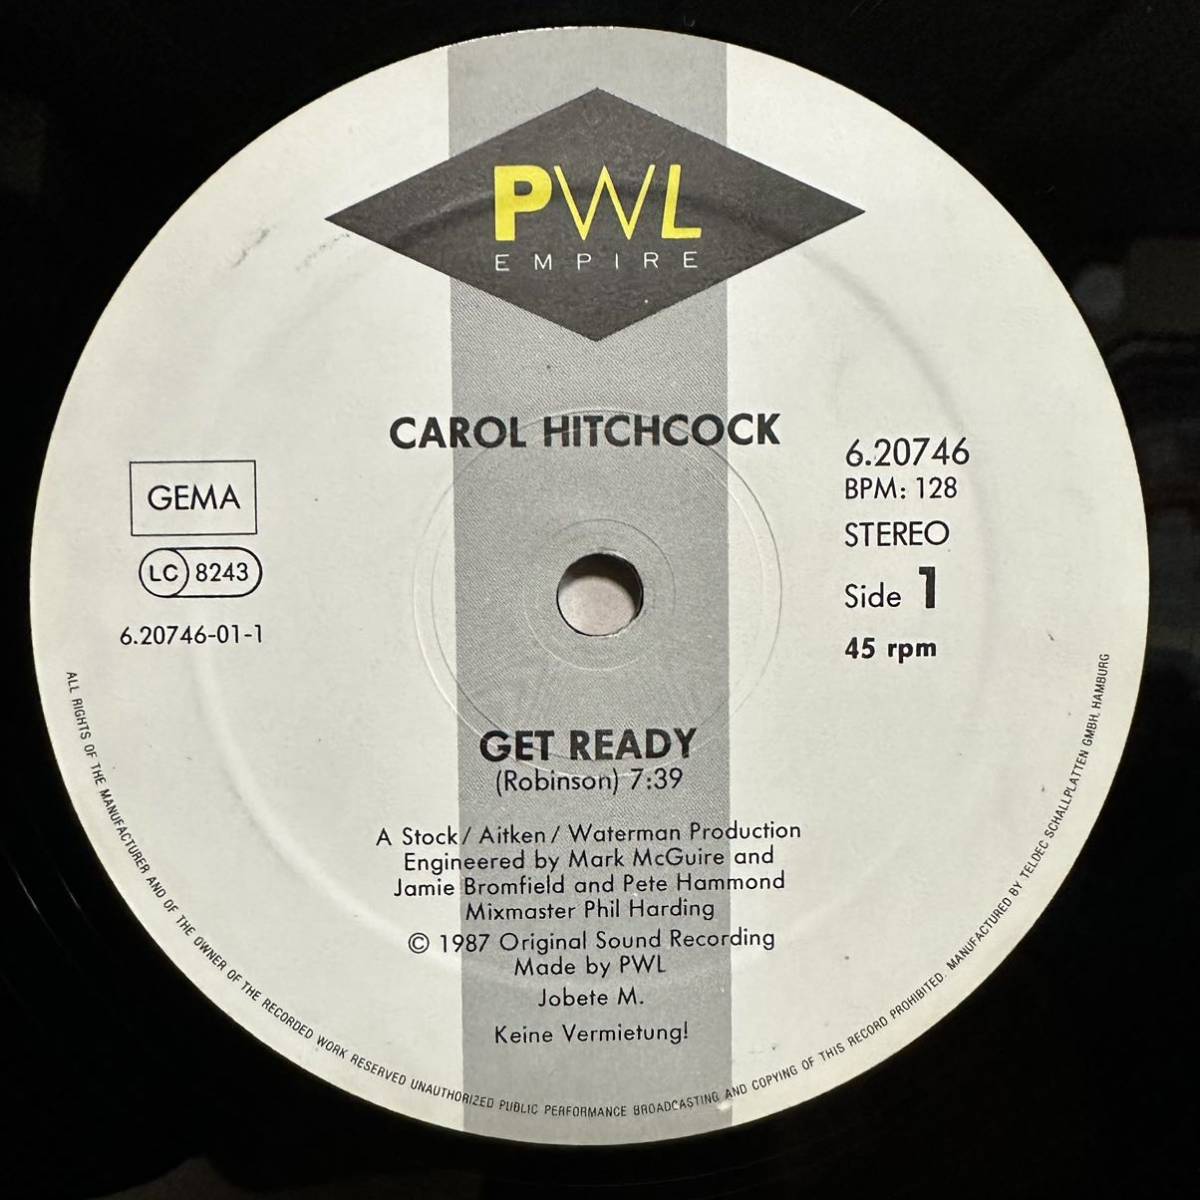 PWL
EMPIRE
CAROL HITCHCOCK
GEMA
LC 8243
6.20746-01-1
6.20746
BPM: 128
STEREO
Side 1
45 rpm
GET READY
(Robinson) 7:39
A Stock/Aitken/Waterman Production
Engineered by Mark McGuire and
Jamie Bromfield and Pete Hammond
Mixmaster Phil Harding
© 1987 Original Sound Recording
Made by PWL
Jobete M.
Keine Vermietung!
ALL RIGHTS OF THE MANUFACTURER AND OF THE OWNER OF THE RECORDED WORK RESERVED UNAUTHORIZED PUBLIC PERFORMANCE BROADCASTING AND COPYING OF THIS RECORD PROHIBITED. MANUFACTURED BY TELDEC SCHALLPLATTEN GMBH, HAMBURG